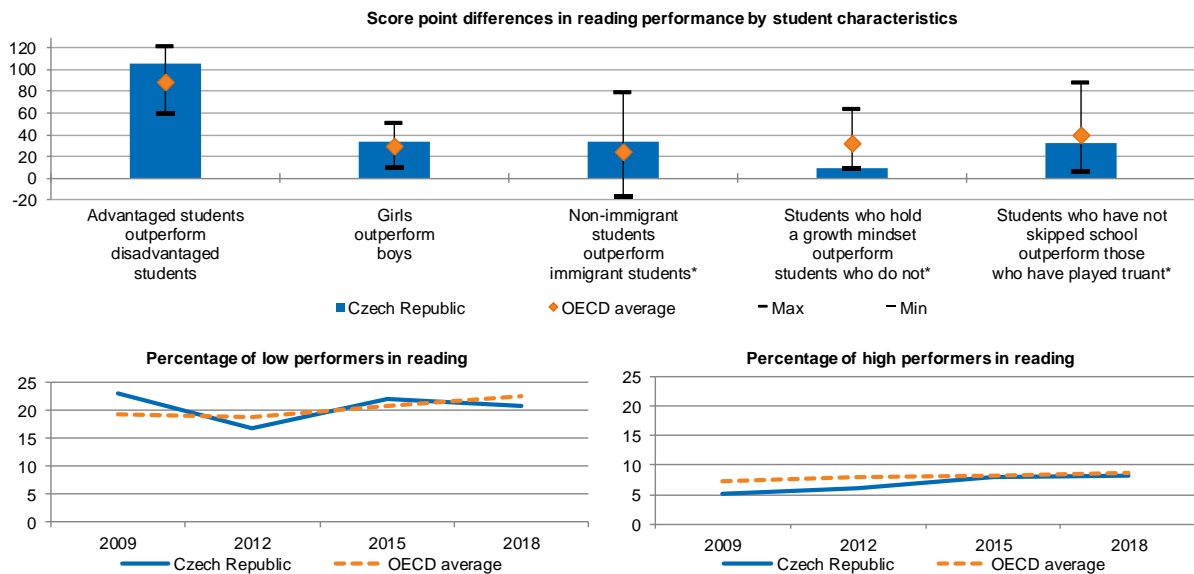 Score point differences in reading performance by student characteristics
120
100
80
60
40
20
0
-20
Advantaged students
outperform
disadvantaged
students
Girls
outperform
boys
Non-immigrant
students
outperform
immigrant students*
Students who hold
a growth mindset
outperform
students who do not*
Students who have not
skipped school
outperform those
who have played truant*
Czech Republic OECD average Max Min
Percentage of low performers in reading
25
20
15
10
5
0
2009 2012 2015 2018
Czech Republic OECD average
Percentage of high performers in reading
25
20
15
10
5
0
2009 2012 2015 2018
Czech Republic OECD average